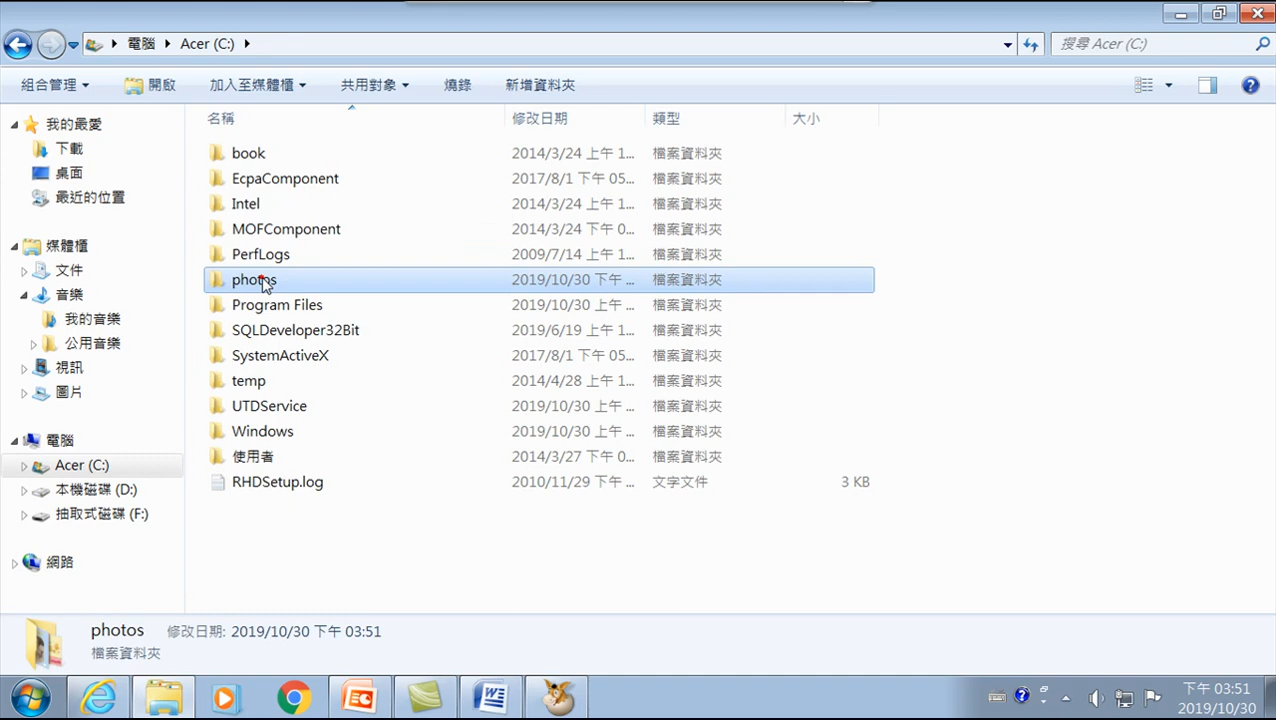 電腦 Acer (C:)
搜尋 Acer (C:)
組合管理 開啟 加入至媒體櫃 共用對象 燒錄 新增資料夾
名稱 修改日期 類型 大小
book 2014/3/24 上午 1... 檔案資料夾
EcpaComponent 2017/8/1 下午 05... 檔案資料夾
Intel 2014/3/24 上午 1... 檔案資料夾
MOFComponent 2014/3/24 下午 0... 檔案資料夾
PerfLogs 2009/7/14 上午 1... 檔案資料夾
photos 2019/10/30 下午 ... 檔案資料夾
Program Files 2019/10/30 上午 ... 檔案資料夾
SQLDeveloper32Bit 2019/6/19 上午 1... 檔案資料夾
SystemActiveX 2017/8/1 下午 05... 檔案資料夾
temp 2014/4/28 上午 1... 檔案資料夾
UTDService 2019/10/30 上午 ... 檔案資料夾
Windows 2019/10/30 上午 ... 檔案資料夾
使用者 2014/3/27 下午 0... 檔案資料夾
RHDSetup.log 2010/11/29 下午 ... 文字文件 3 KB
我的最愛
下載
桌面
最近的位置
媒體櫃
文件
音樂
我的音樂
公用音樂
視訊
圖片
電腦
Acer (C:)
本機磁碟 (D:)
抽取式磁碟 (F:)
網路
photos 修改日期: 2019/10/30 下午 03:51
檔案資料夾
下午 03:51
2019/10/30